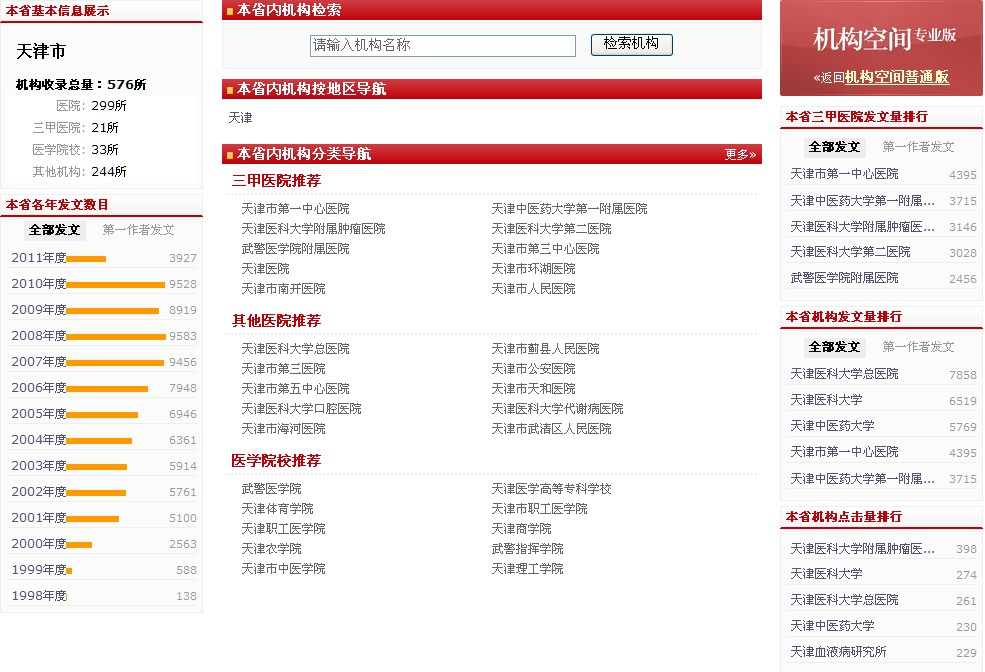 本省基本信息展示
天津市
机构收录总量：576所
医院：299所
三甲医院：21所
医学院校：33所
其他机构：244所
本省各年发文数目
全部发文 第一作者发文
2011年度 3927
2010年度 9528
2009年度 8919
2008年度 9583
2007年度 9456
2006年度 7948
2005年度 6946
2004年度 6361
2003年度 5914
2002年度 5761
2001年度 5100
2000年度 2563
1999年度 588
1998年度 138
本省内机构检索
请输入机构名称 检索机构
本省内机构按地区导航
天津
本省内机构分类导航 更多»
三甲医院推荐
天津市第一中心医院 天津中医药大学第一附属医院
天津医科大学附属肿瘤医院 天津医科大学第二医院
武警医学院附属医院 天津市第三中心医院
天津医院 天津市环湖医院
天津市南开医院 天津市人民医院
其他医院推荐
天津医科大学总医院 天津市蓟县人民医院
天津市第三医院 天津市公安医院
天津市第五中心医院 天津市天和医院
天津医科大学口腔医院 天津医科大学代谢病医院
天津市海河医院 天津市武清区人民医院
医学院校推荐
武警医学院 天津医学高等专科学校
天津体育学院 天津市职工医学院
天津职工医学院 天津商学院
天津农学院 武警指挥学院
天津市中医学院 天津理工学院
机构空间专业版
«返回机构空间普通版
本省三甲医院发文量排行
全部发文 第一作者发文
天津市第一中心医院 4395
天津中医药大学第一附属... 3715
天津医科大学附属肿瘤医... 3146
天津医科大学第二医院 3028
武警医学院附属医院 2456
本省机构发文量排行
全部发文 第一作者发文
天津医科大学总医院 7858
天津医科大学 6519
天津中医药大学 5769
天津市第一中心医院 4395
天津中医药大学第一附属... 3715
本省机构点击量排行
天津医科大学附属肿瘤医... 398
天津医科大学 274
天津医科大学总医院 261
天津中医药大学 230
天津血液病研究所 229